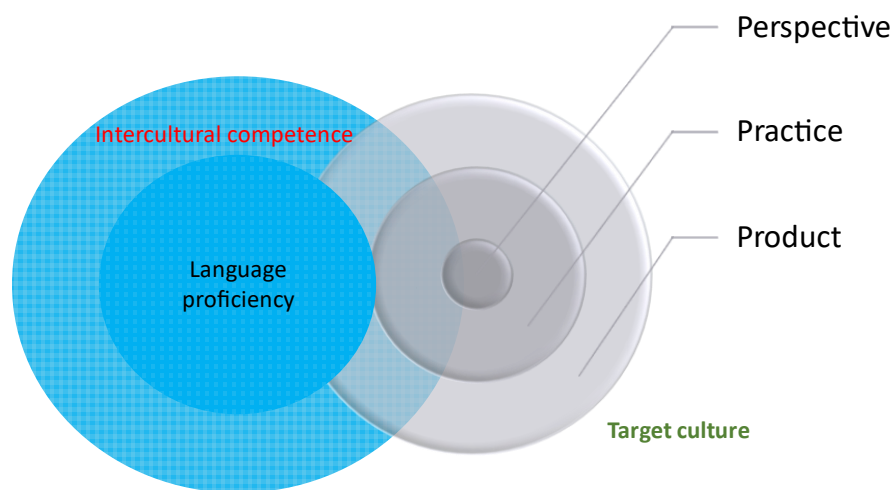 Perspective
Practice
Product
Intercultural competence
Language
proficiency
Target culture